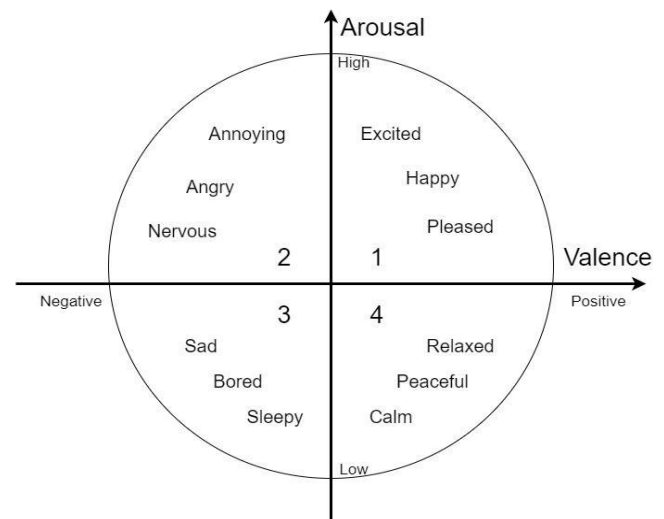 Arousal
High
Annoying
Excited
Happy
Angry
Pleased
Nervous
2
1
Valence
Negative
Positive
3
4
Sad
Relaxed
Bored
Peaceful
Sleepy
Calm
Low